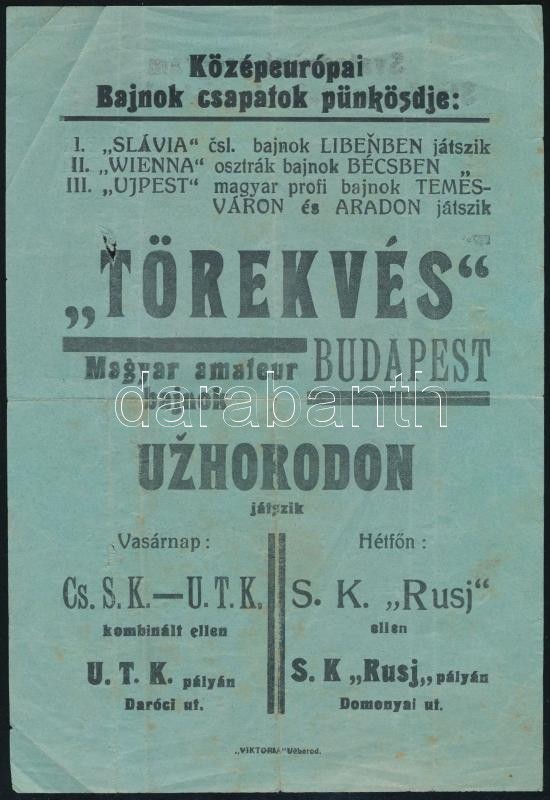 Középeurópai
Bajnok csapatok pünkösdje:
I. „SLÁVIA“ čsl. bajnok LIBEŇBEN játszik
II. „WIENNA“ osztrák bajnok BÉCSBEN „
III. „UJPEST“ magyar profi bajnok TEMES-
VÁRON és ARADON játszik
„TÖREKVÉS“
Magyar amateur
bajnok
BUDAPEST
darabanth
UŽHORODON
játszik
Vasárnap :
Cs. S. K.—U. T. K.
kombinált ellen
U. T. K. pályán
Daróci ut.
Hétfőn :
S. K. „Rusj“
ellen
S. K „Rusj„ pályán
Domonyai ut.
„VIKTORIA“ Užhorod.